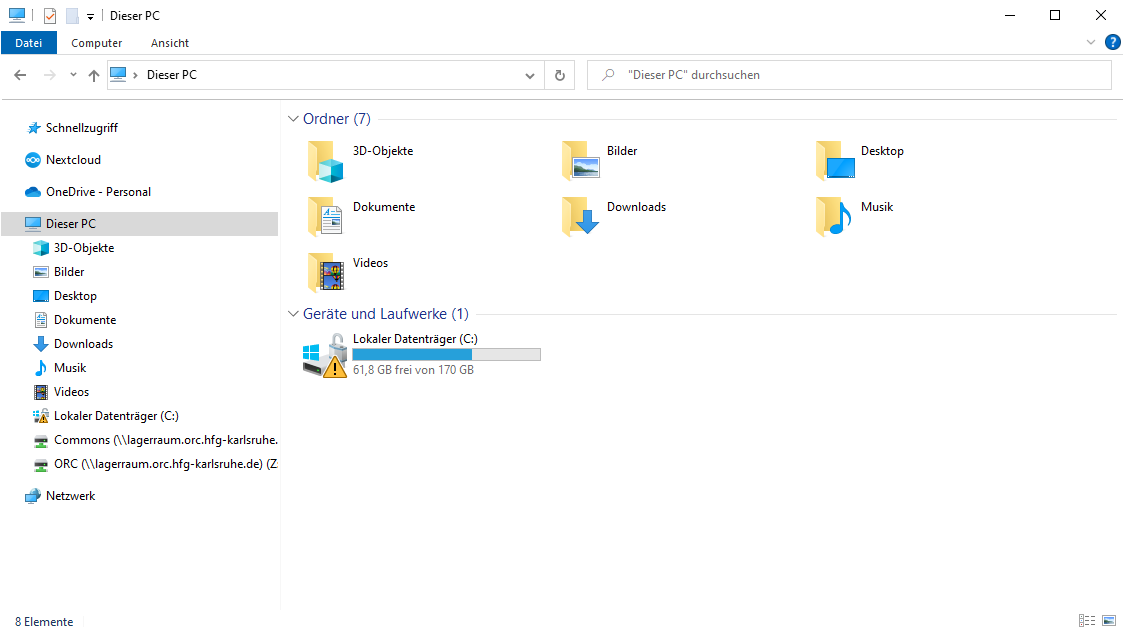 Dieser PC
Datei Computer Ansicht
Dieser PC "Dieser PC" durchsuchen
Schnellzugriff
Nextcloud
OneDrive - Personal
Dieser PC
3D-Objekte
Bilder
Desktop
Dokumente
Downloads
Musik
Videos
Lokaler Datenträger (C:)
Commons (\\lagerraum.orc.hfg-karlsruhe.
ORC (\\lagerraum.orc.hfg-karlsruhe.de) (Z
Netzwerk
Ordner (7)
3D-Objekte Bilder Desktop
Dokumente Downloads Musik
Videos
Geräte und Laufwerke (1)
Lokaler Datenträger (C:)
61,8 GB frei von 170 GB
8 Elemente